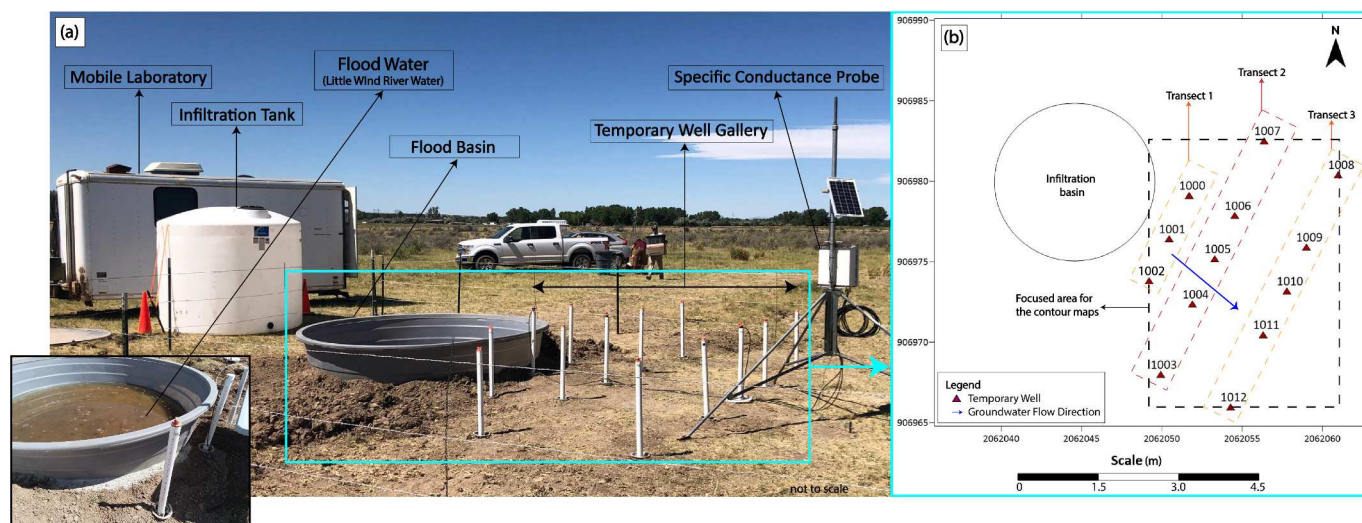 (a)
Mobile Laboratory
Infiltration Tank
Flood Water
(Little Wind River Water)
Flood Basin
Specific Conductance Probe
Temporary Well Gallery
not to scale
(b)
N
Transect 1
Transect 2
Transect 3
Infiltration
basin
1007
1008
1000
1006
1001
1009
1005
1002
1010
1004
1011
1003
1012
Focused area for
the contour maps
Legend
Temporary Well
Groundwater Flow Direction
906990
906985
906980
906975
906970
906965
2062040
2062045
2062050
2062055
2062060
Scale (m)
0 1.5 3.0 4.5